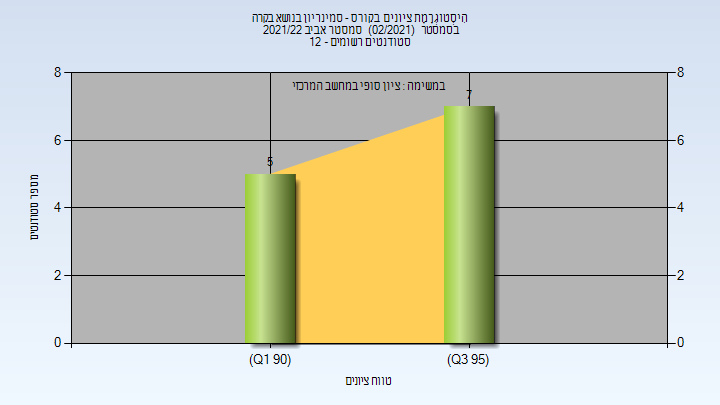 הִיסְטוֹגְרָמַת ציונים בקורס - סמינריון בנושא בקרה
בסמסטר (02/2021) סמסטר אביב 2021/22
סטודנטים רשומים - 12
במשימה : ציון סופי במחשב המרכזי
8
8
7
6
6
5
4
4
2
2
0
0
מספר סטודנטים
(Q1 90)
(Q3 95)
טווח ציונים